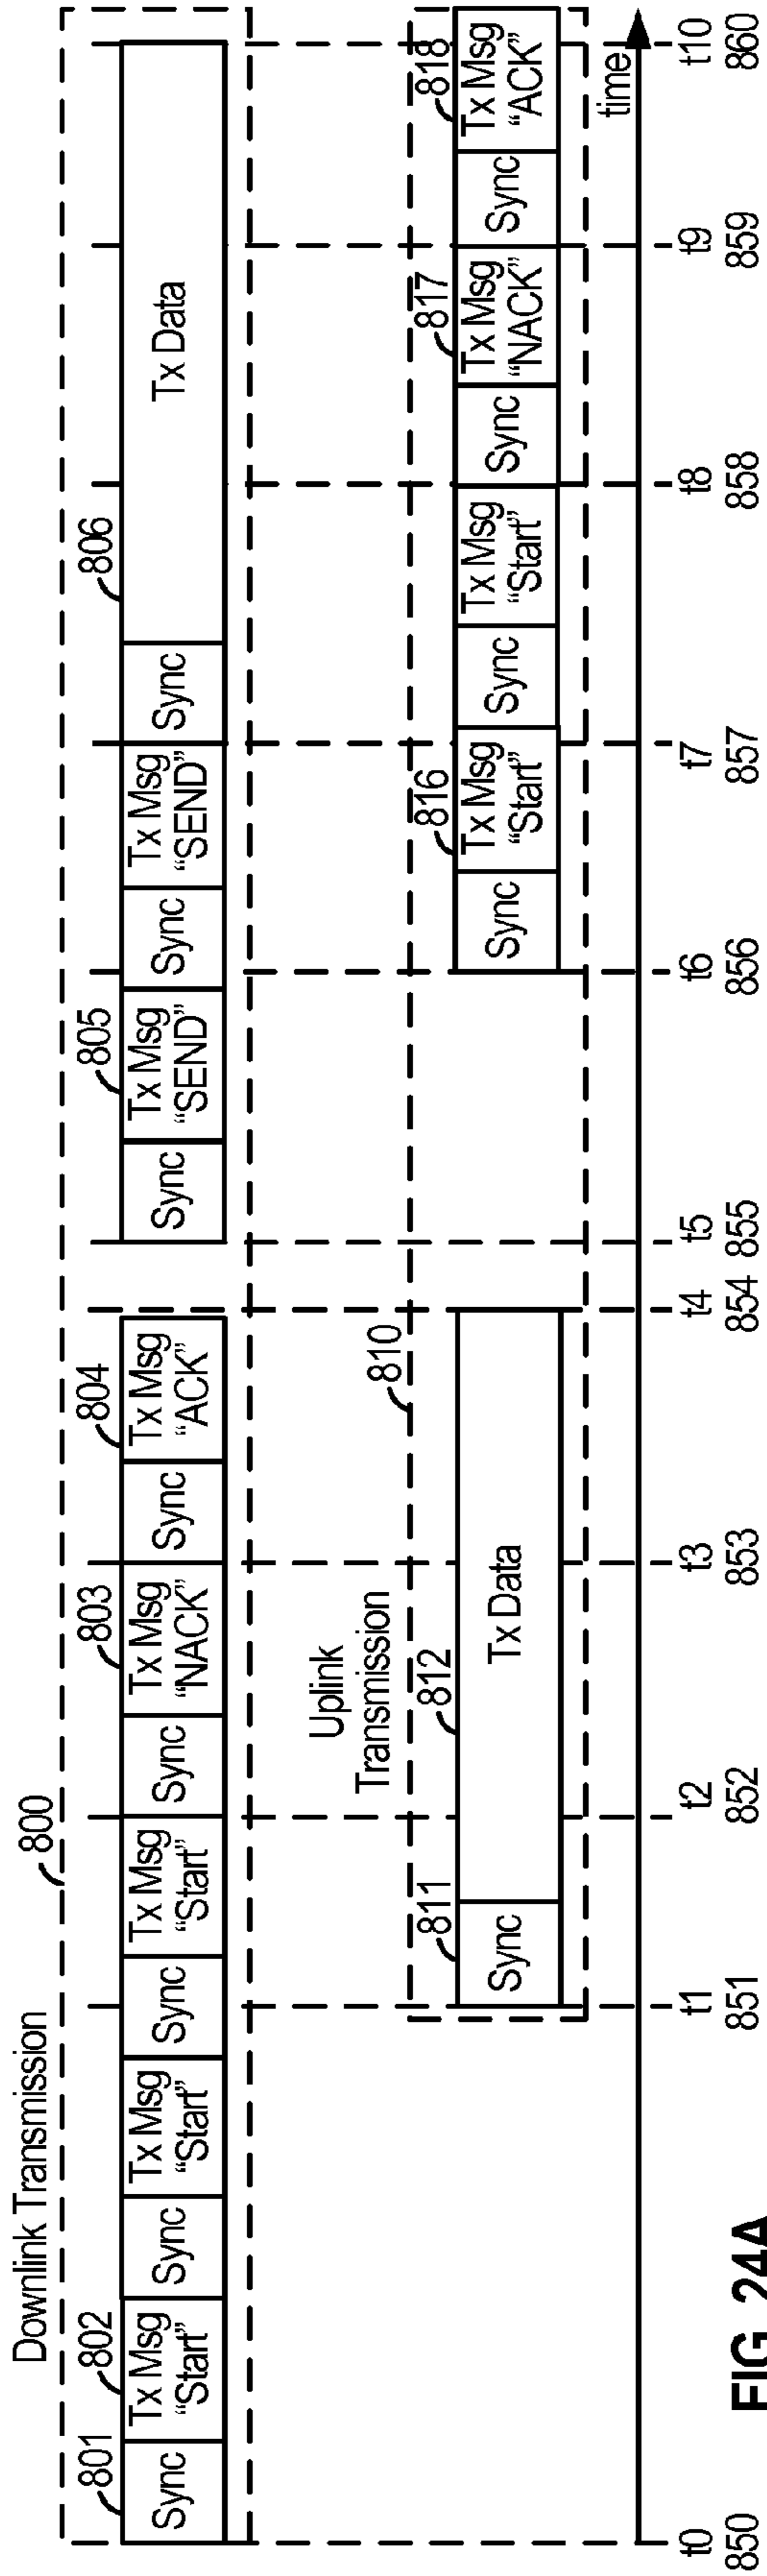 Downlink Transmission
800
801
802
803
804
805
806
Sync
Tx Msg
“Start”
Sync
Tx Msg
“Start”
Sync
Tx Msg
“Start”
Sync
Tx Msg
“NACK”
Sync
Tx Msg
“ACK”
Sync
Tx Msg
“SEND”
Sync
Tx Msg
“SEND”
Sync
Tx Data
Uplink
Transmission
810
811
812
816
817
818
Sync
Tx Data
Sync
Tx Msg
“Start”
Sync
Tx Msg
“Start”
Sync
Tx Msg
“NACK”
Sync
Tx Msg
“ACK”
time
t0
t1
t2
t3
t4
t5
t6
t7
t8
t9
t10
850
851
852
853
854
855
856
857
858
859
860
FIG. 24A